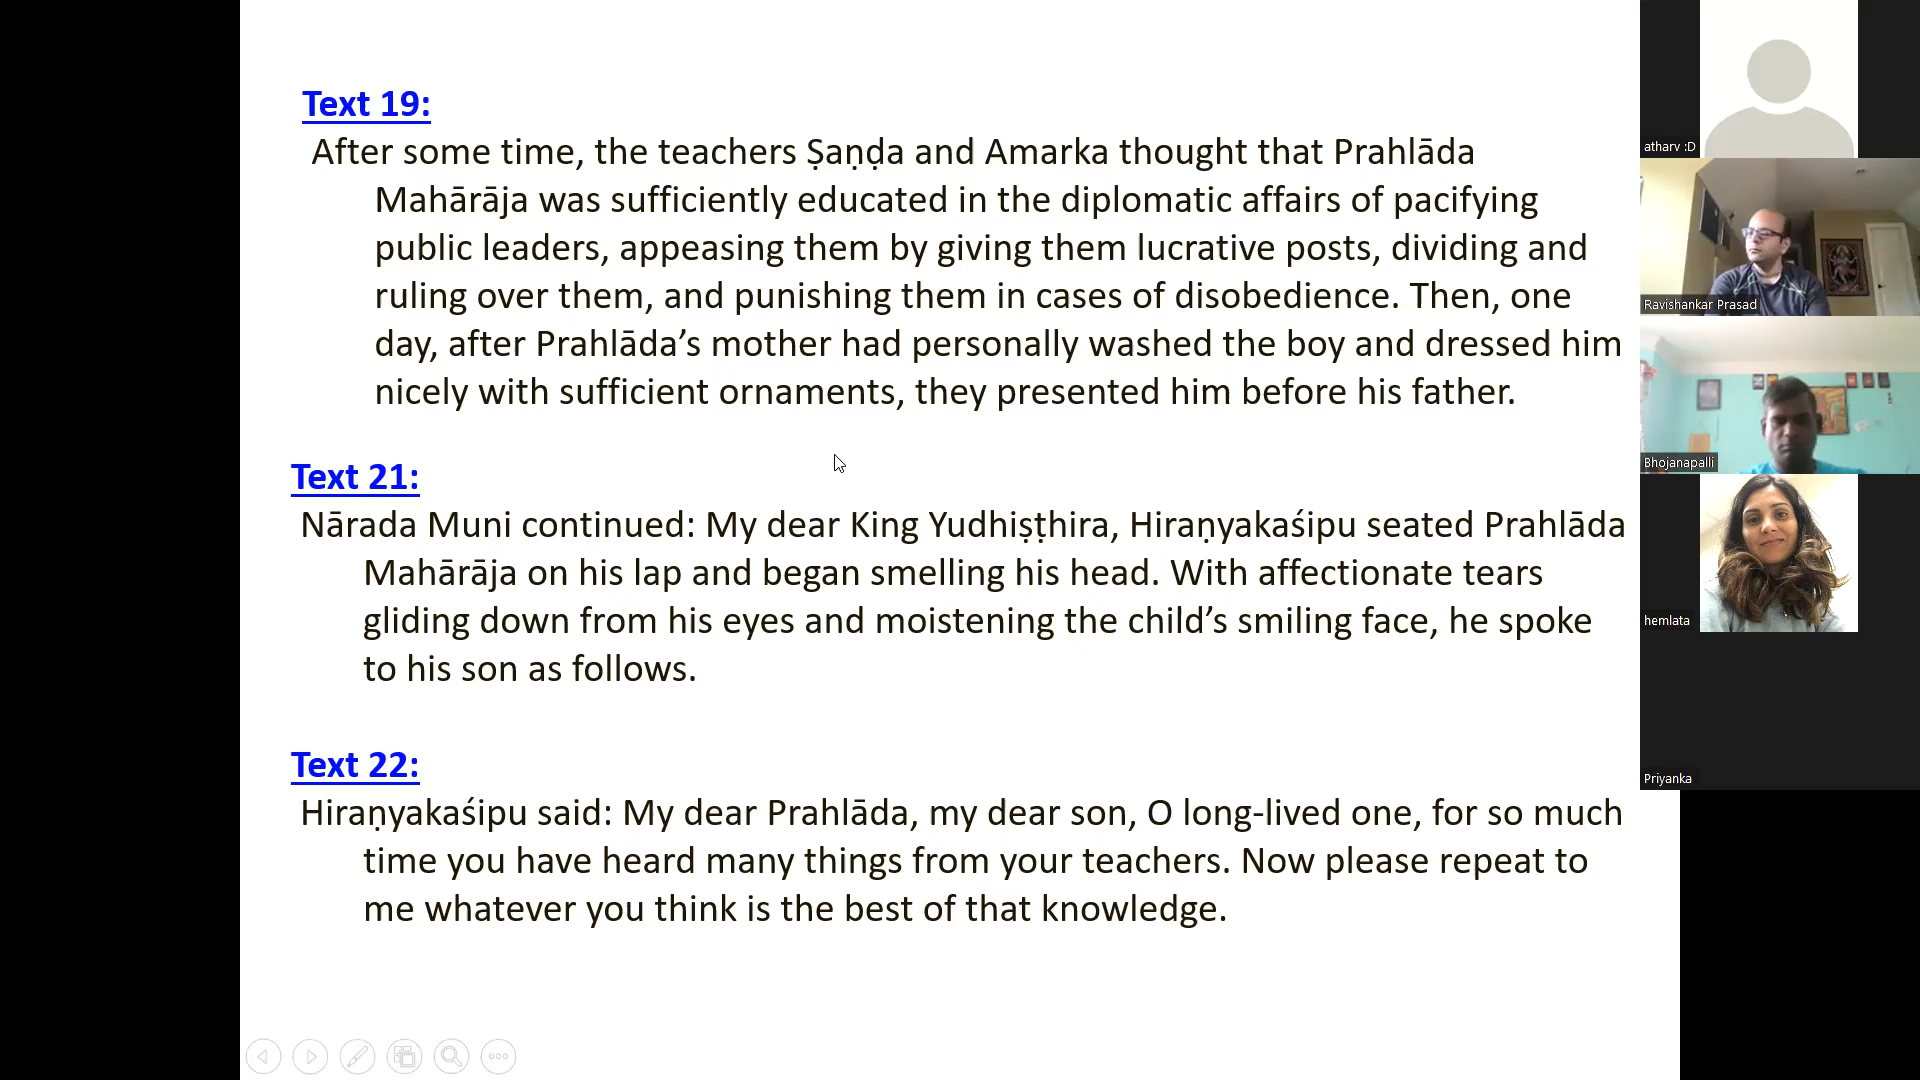 Text 19:
After some time, the teachers Ṣaṇḍa and Amarka thought that Prahlāda
Mahārāja was sufficiently educated in the diplomatic affairs of pacifying
public leaders, appeasing them by giving them lucrative posts, dividing and
ruling over them, and punishing them in cases of disobedience. Then, one
day, after Prahlāda’s mother had personally washed the boy and dressed him
nicely with sufficient ornaments, they presented him before his father.
Text 21:
Nārada Muni continued: My dear King Yudhiṣṭhira, Hiraṇyakaśipu seated Prahlāda
Mahārāja on his lap and began smelling his head. With affectionate tears
gliding down from his eyes and moistening the child’s smiling face, he spoke
to his son as follows.
Text 22:
Hiraṇyakaśipu said: My dear Prahlāda, my dear son, O long-lived one, for so much
time you have heard many things from your teachers. Now please repeat to
me whatever you think is the best of that knowledge.
atharv :D
Ravishankar Prasad
Bhojanapalli
hemlata
Priyanka